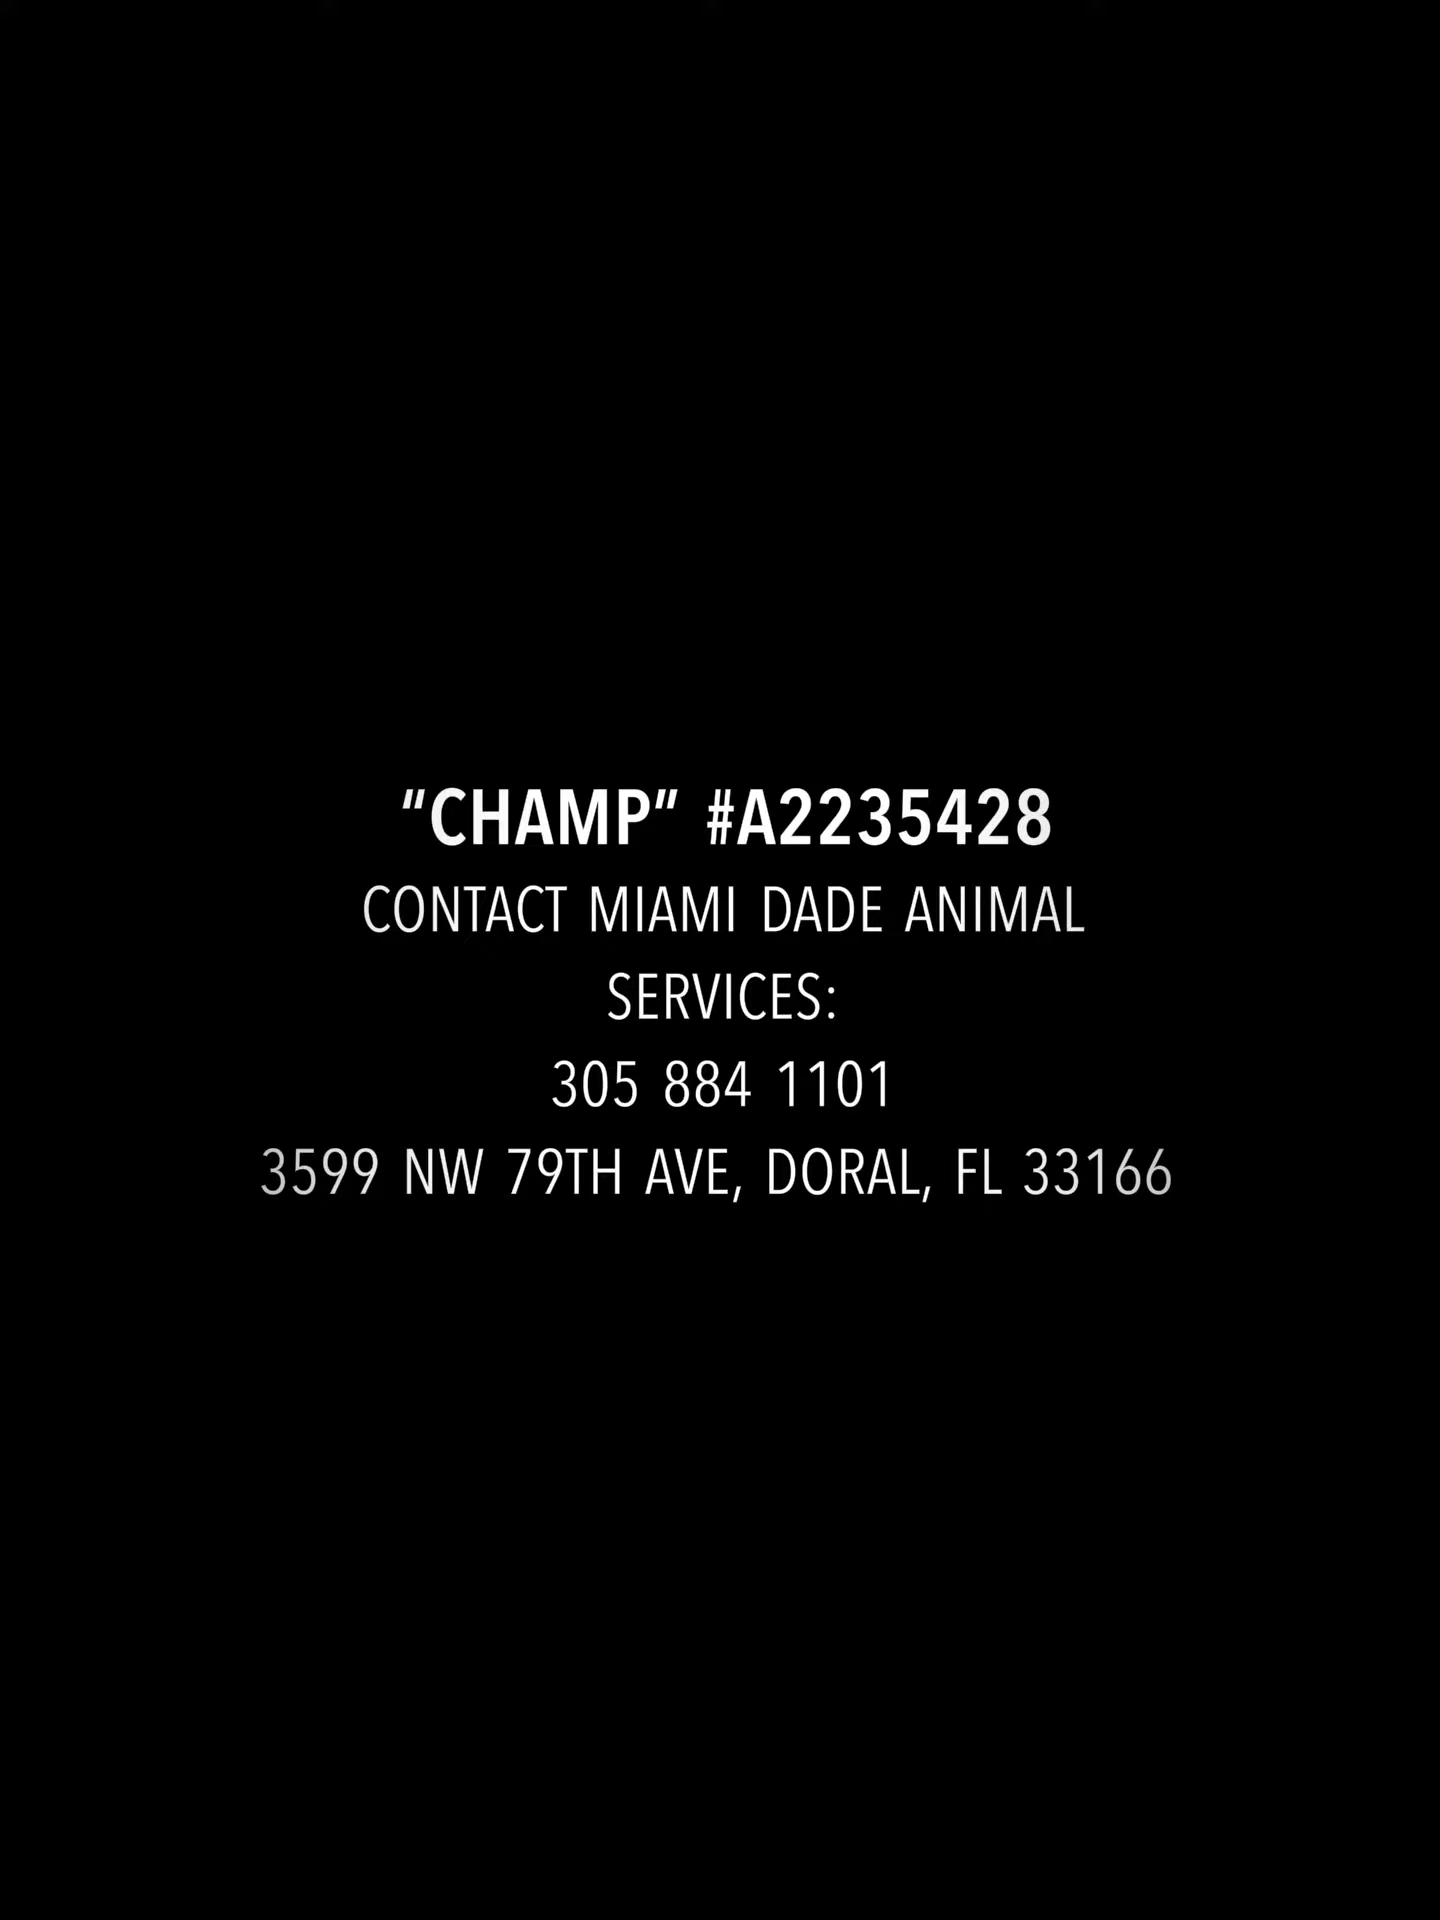 “CHAMP” #A2235428
CONTACT MIAMI DADE ANIMAL
SERVICES:
305 884 1101
3599 NW 79TH AVE, DORAL, FL 33166